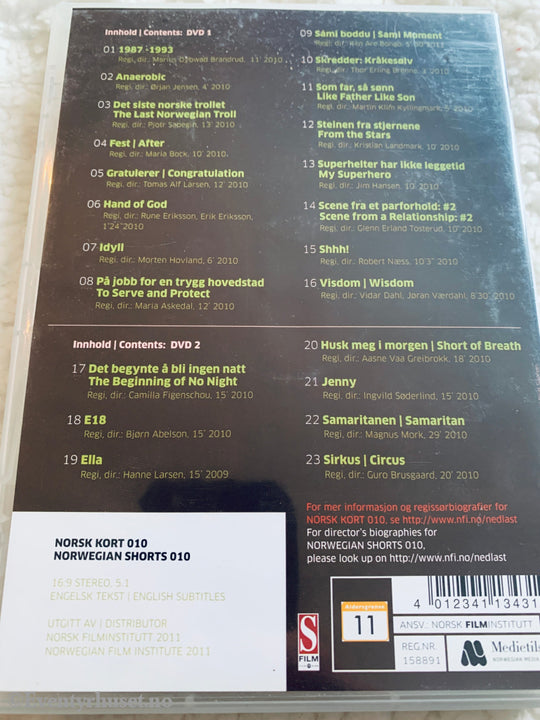 Innhold | Contents: DVD 1
01 1987-1993
Regi, dir.: Marius Dybwad Brandrud, 11' 2010
02 Anaerobic
Regi, dir.: Ørjan Jensen, 4' 2010
03 Det siste norske trollet
The Last Norwegian Troll
Regi, dir.: Pjotr Sapegin, 13' 2010
04 Fest | After
Regi, dir.: Maria Bock, 10' 2010
05 Gratulerer | Congratulation
Regi, dir.: Tomas Alf Larsen, 12' 2010
06 Hand of God
Regi, dir.: Rune Eriksson, Erik Eriksson,
1'24" 2010
07 Idyll
Regi, dir.: Morten Hovland, 6' 2010
08 På jobb for en trygg hovedstad
To Serve and Protect
Regi, dir.: Maria Askedal, 12' 2010
09 Sámi boddu | Sami Moment
Regi, dir.: Are 2011
10 Skredder: Kråkesølv
Regi, dir.: Thor Erling Brenne, 2010
11 Som far, så sønn
Like Father Like Son
Regi, dir.: Martin Klim Kyllingmark, 2010
12 Steinen fra stjernene
From the Stars
Regi, dir.: Kristian Landmark, 10' 2010
13 Superhelter har ikke leggetid
My Superhero
Regi, dir.: Jim Hansen, 10' 2010
14 Scene fra et parforhold: #2
Scene from a Relationship: #2
Regi, dir.: Glenn Erland Tosterud, 10' 2010
15 Shhh!
Regi, dir.: Robert Næss, 10'3" 2010
16 Visdom | Wisdom
Regi, dir.: Vidar Dahl, Jøran Værdahl, 8'30" 2010
Innhold | Contents: DVD 2
17 Det begynte å bli ingen natt
The Beginning of No Night
Regi, dir.: Camilla Figenschou, 15' 2010
18 E18
Regi, dir.: Bjørn Abelson, 15' 2010
19 Ella
Regi, dir.: Hanne Larsen, 15' 2009
20 Husk meg i morgen | Short of Breath
Regi, dir.: Aasne Vaa Greibrokk, 18' 2010
21 Jenny
Regi, dir.: Ingvild Søderlind, 15' 2010
22 Samaritanen | Samaritan
Regi, dir.: Magnus Mork, 29' 2010
23 Sirkus | Circus
Regi, dir.: Guro Brusgaard, 20' 2010
For mer informasjon og regissørbiografier for
NORSK KORT 010, se http://www.nfi.no/nedlast
For director's biographies for
NORWEGIAN SHORTS 010,
please look up on http://www.nfi.no/nedlast
NORSK KORT 010
NORWEGIAN SHORTS 010
16:9 STEREO, 5.1
ENGELSK TEKST | ENGLISH SUBTITLES
UTGITT AV | DISTRIBUTOR
NORSK FILMINSTITUTT 2011
NORWEGIAN FILM INSTITUTE 2011
S
FILM
Aldersgrense
11
4 012341 13431
ANSV.: NORSK FILMINSTITUTT
REG.NR.
158891
Medietils
NORWEGIAN MEDIA
eventyrhuset.no